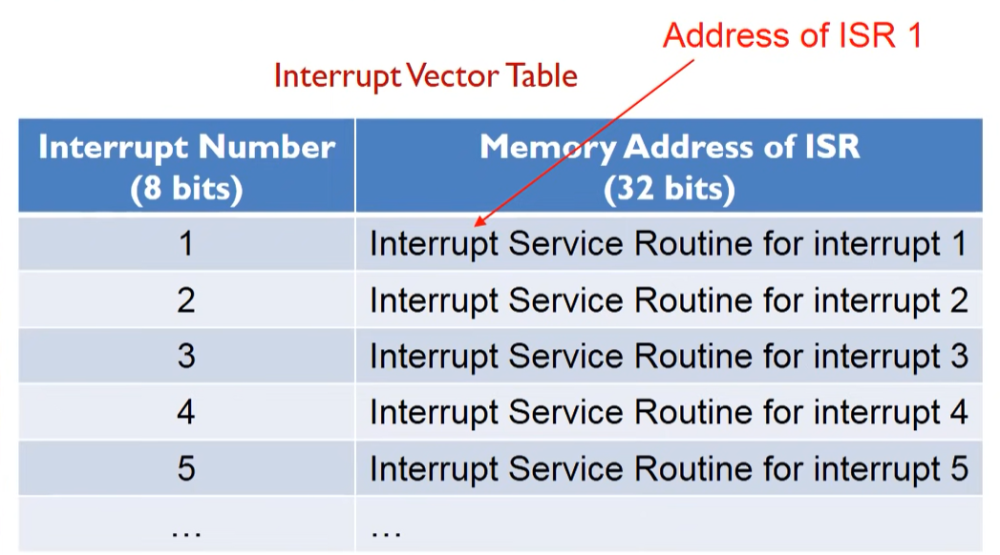 Address of ISR 1
Interrupt Vector Table
Interrupt Number Memory Address of ISR
(8 bits) (32 bits)
1 Interrupt Service Routine for interrupt 1
2 Interrupt Service Routine for interrupt 2
3 Interrupt Service Routine for interrupt 3
4 Interrupt Service Routine for interrupt 4
5 Interrupt Service Routine for interrupt 5
... ...